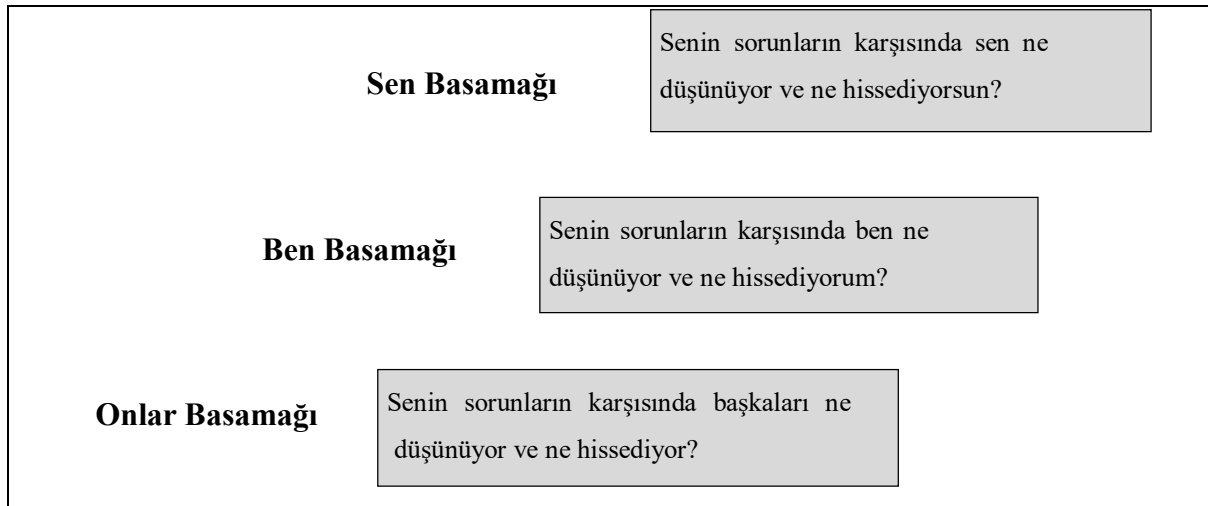 Sen Basamağı
Senin sorunların karşısında sen ne
düşünüyor ve ne hissediyorsun?
Ben Basamağı
Senin sorunların karşısında ben ne
düşünüyor ve ne hissediyorum?
Onlar Basamağı
Senin sorunların karşısında başkaları ne
düşünüyor ve ne hissediyor?